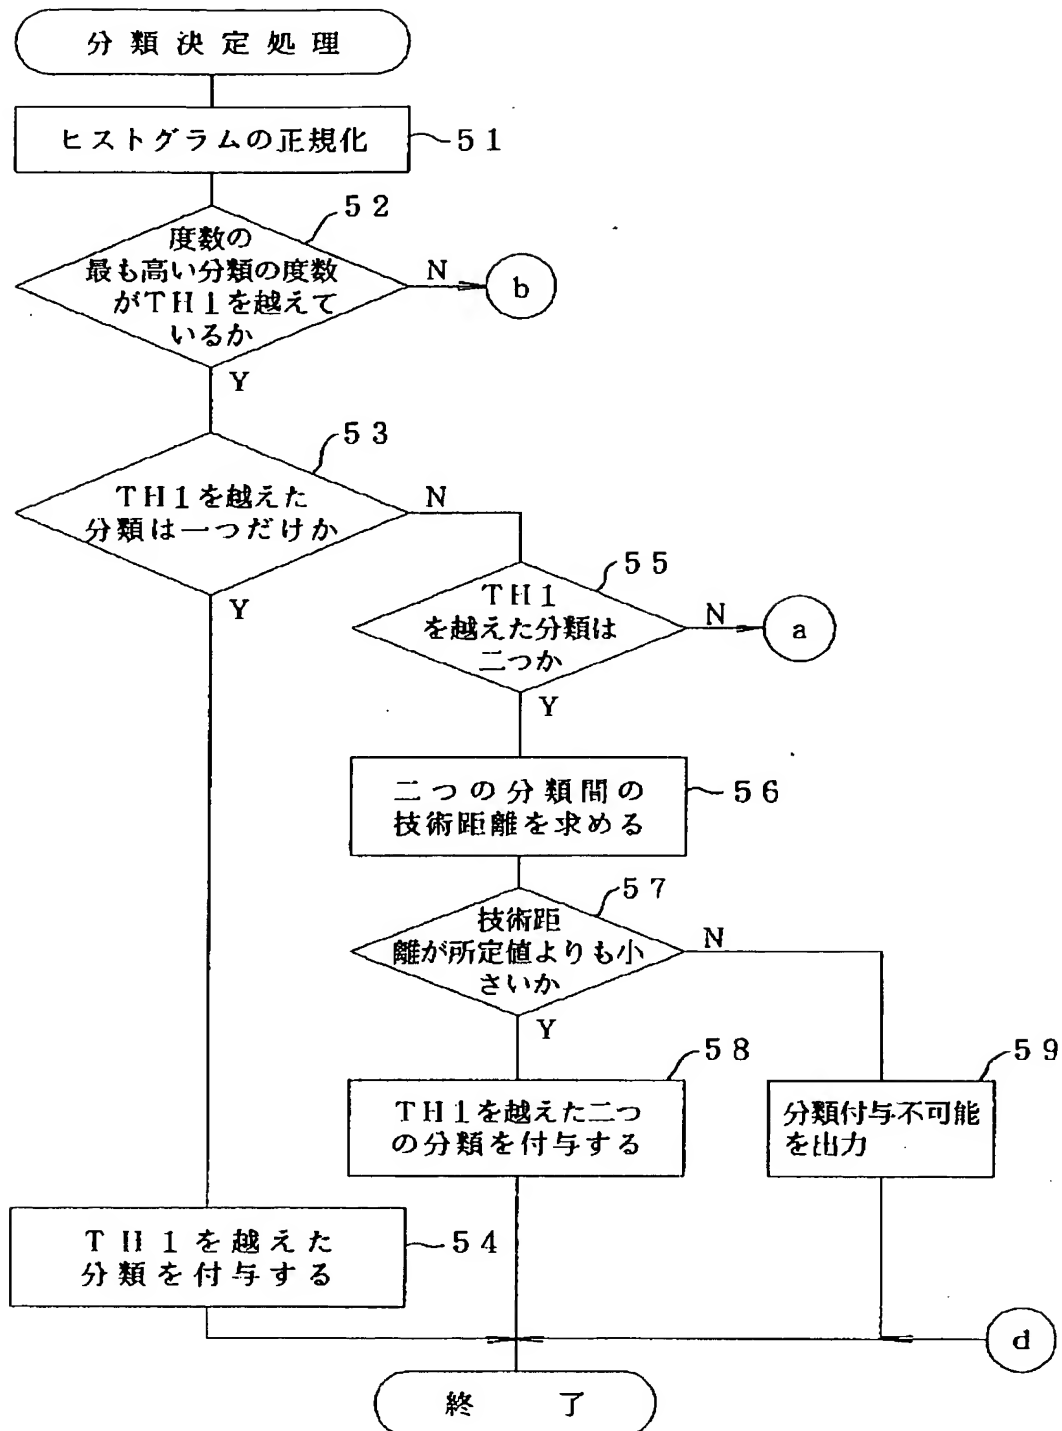 分類決定処理
ヒストグラムの正規化
51
52
度数の
最も高い分類の度数
がTH1を越えて
いるか
N
b
Y
53
TH1を越えた
分類は一つだけか
N
Y
55
TH1
を越えた分類は
二つか
N
a
Y
二つの分類間の
技術距離を求める
56
57
技術距
離が所定値よりも小
さいか
N
Y
58
TH1を越えた二つ
の分類を付与する
59
分類付与不可能
を出力
TH1を越えた
分類を付与する
54
d
終了